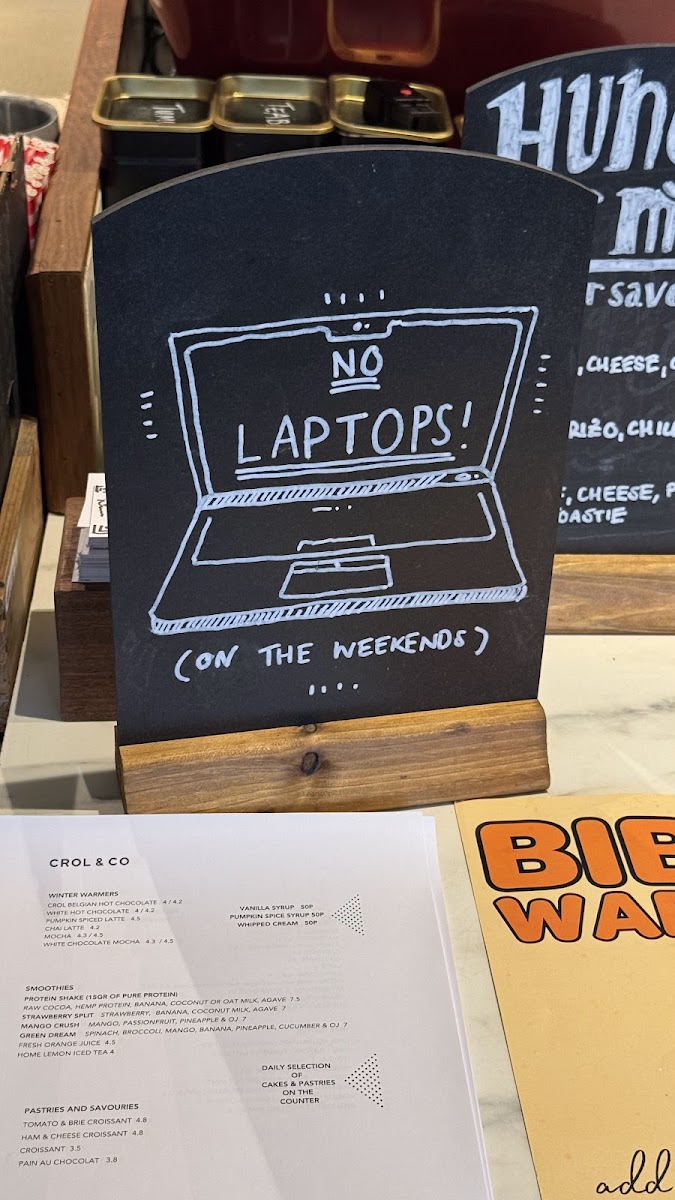 NO
LAPTOPS!
(ON THE WEEKENDS)
CHEESE,
CHEESE, P
CROL & CO
WINTER WARMERS
CROL BELGIAN HOT CHOCOLATE 4 / 4.2
WHITE HOT CHOCOLATE 4 / 4.2
PUMPKIN SPICED LATTE 4.5
CHAI LATTE 4.2
MOCHA 4.3 / 4.5
WHITE CHOCOLATE MOCHA 4.3 / 4.5
VANILLA SYRUP 50P
PUMPKIN SPICE SYRUP 50P
WHIPPED CREAM 50P
SMOOTHIES
PROTEIN SHAKE (15GR OF PURE PROTEIN)
RAW COCOA, HEMP PROTEIN, BANANA, COCONUT OR OAT MILK, AGAVE 7.5
STRAWBERRY SPLIT STRAWBERRY, BANANA, COCONUT MILK, AGAVE 7
MANGO CRUSH MANGO, PASSIONFRUIT, PINEAPPLE & OJ 7
GREEN DREAM SPINACH, BROCCOLI, MANGO, BANANA, PINEAPPLE, CUCUMBER & OJ 7
FRESH ORANGE JUICE 4.5
HOME LEMON ICED TEA 4
DAILY SELECTION
OF
CAKES & PASTRIES
ON THE
COUNTER
PASTRIES AND SAVOURIES
TOMATO & BRIE CROISSANT 4.8
HAM & CHEESE CROISSANT 4.8
CROISSANT 3.5
PAIN AU CHOCOLAT 3.8
BIB
WA
add